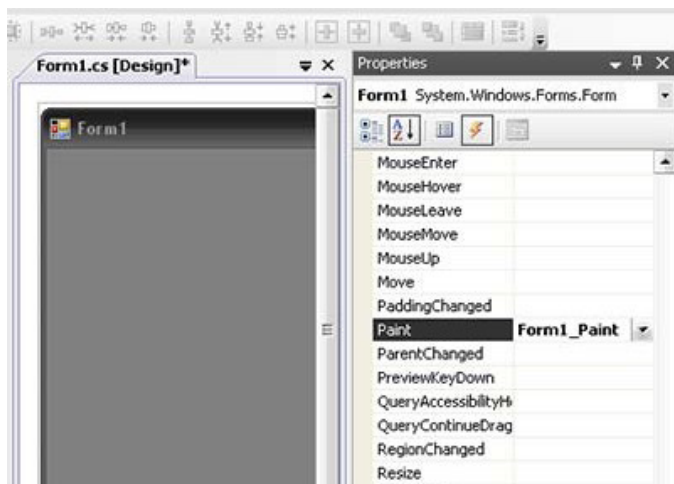 Form1.cs [Design]*
Form1
Properties
Form1 System.Windows.Forms.Form
MouseEnter
MouseHover
MouseLeave
MouseMove
MouseUp
Move
PaddingChanged
Paint Form1_Paint
ParentChanged
PreviewKeyDown
QueryAccessibilityH
QueryContinueDrag
RegionChanged
Resize